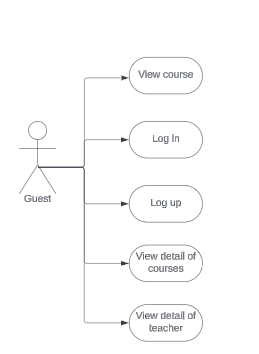 View course
Log in
Guest
Log up
View detail of
courses
View detail of
teacher